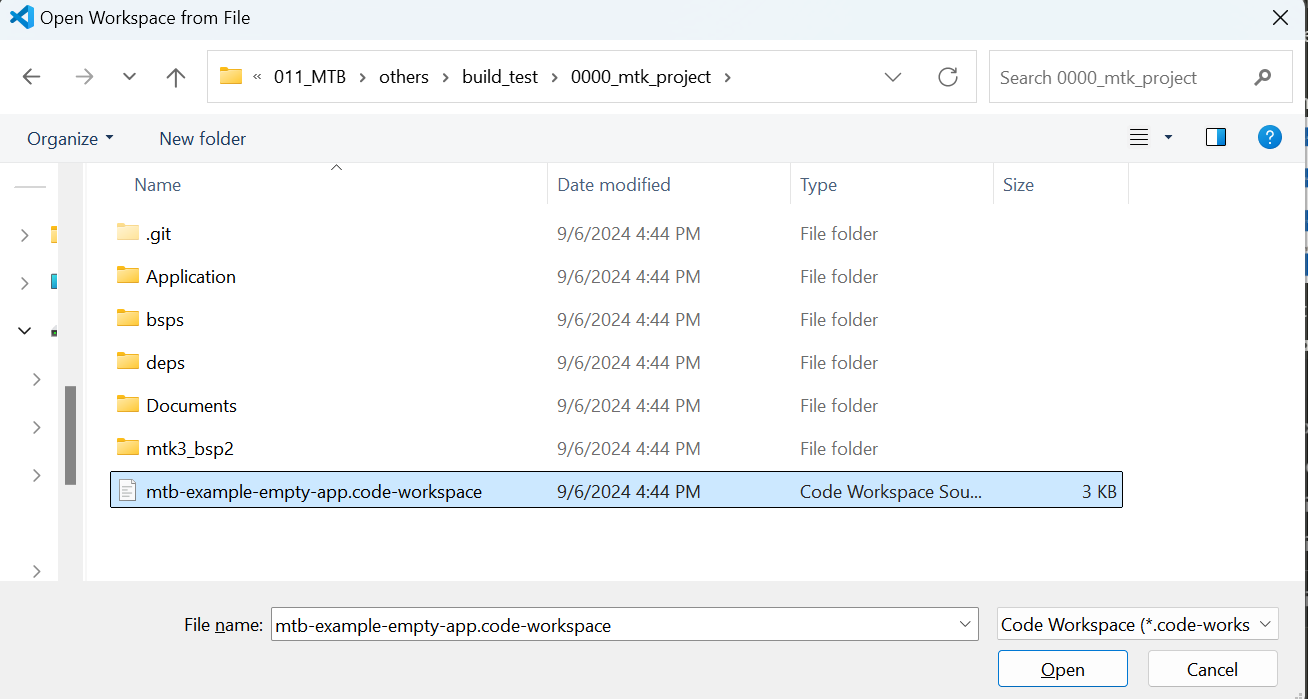 Open Workspace from File
« 011_MTB > others > build_test > 0000_mtk_project >
Search 0000_mtk_project
Organize New folder ?
Name Date modified Type Size
.git 9/6/2024 4:44 PM File folder
Application 9/6/2024 4:44 PM File folder
bsps 9/6/2024 4:44 PM File folder
deps 9/6/2024 4:44 PM File folder
Documents 9/6/2024 4:44 PM File folder
mtk3_bsp2 9/6/2024 4:44 PM File folder
mtb-example-empty-app.code-workspace 9/6/2024 4:44 PM Code Workspace Sou... 3 KB
File name: mtb-example-empty-app.code-workspace Code Workspace (*.code-works
Open Cancel